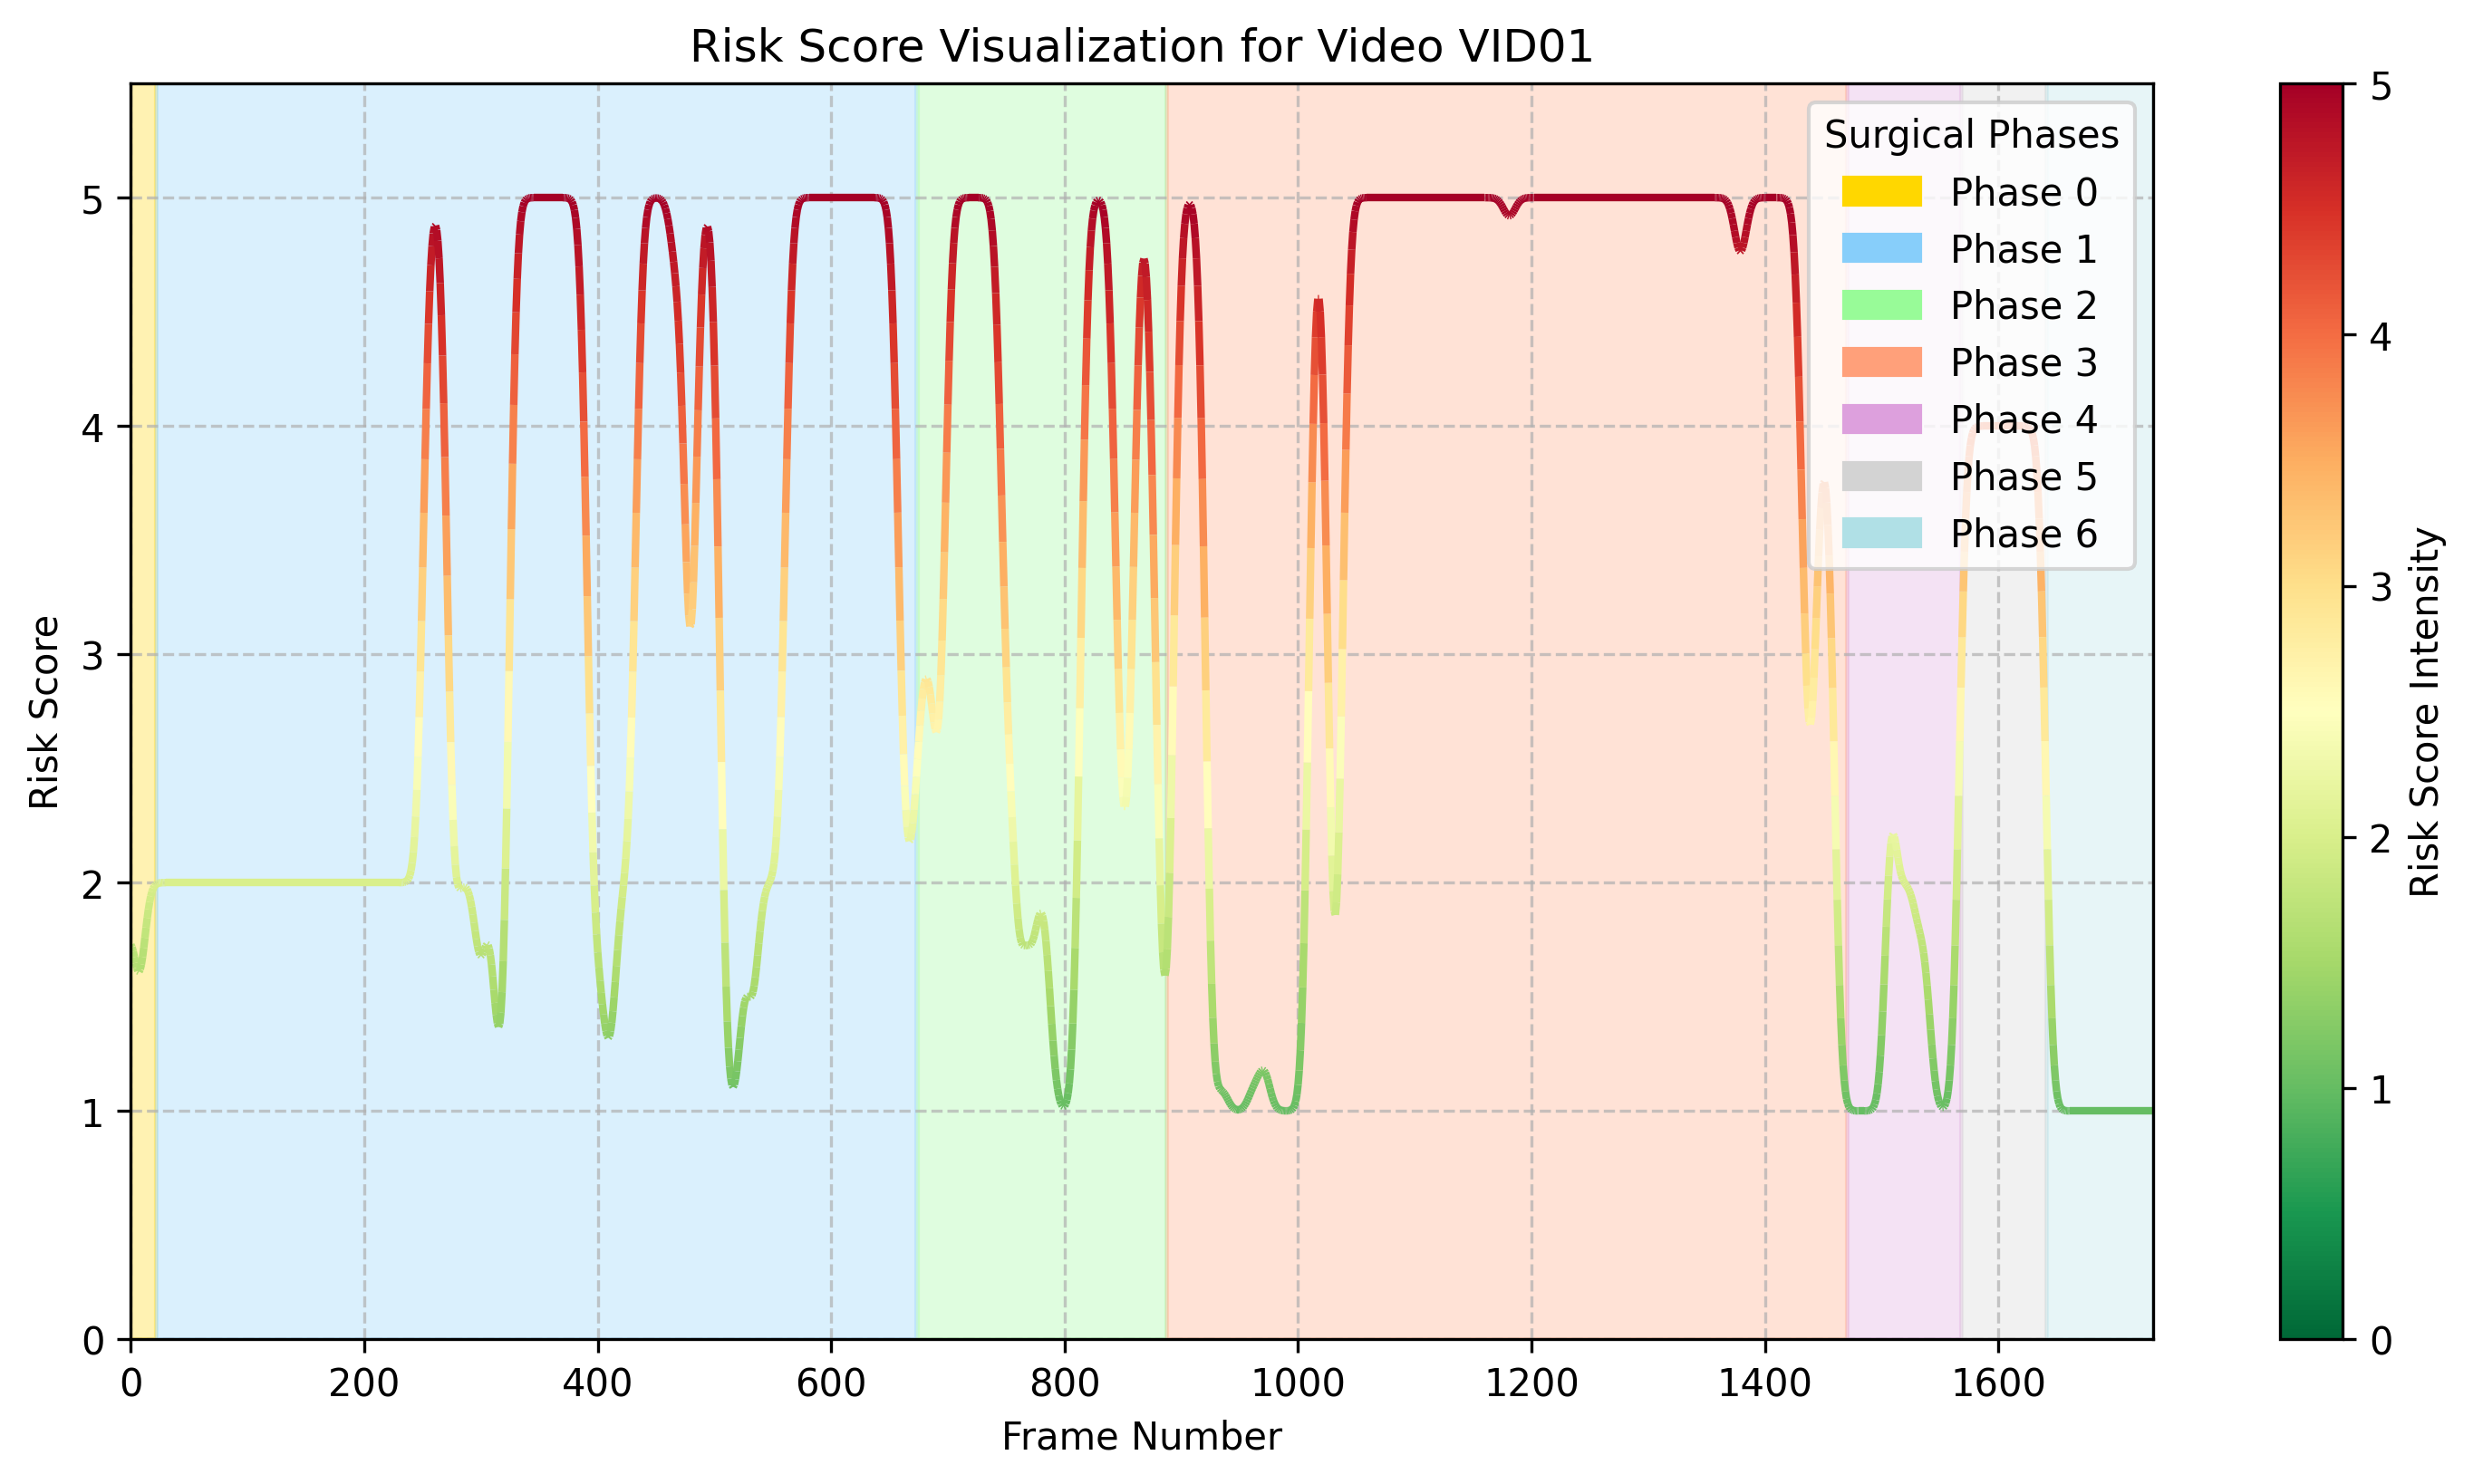 Risk Score Visualization for Video VID01
Risk Score
5
4
3
2
1
0
0 200 400 600 800 1000 1200 1400 1600
Frame Number
Surgical Phases
Phase 0
Phase 1
Phase 2
Phase 3
Phase 4
Phase 5
Phase 6
5
4
3
2
1
0
Risk Score Intensity